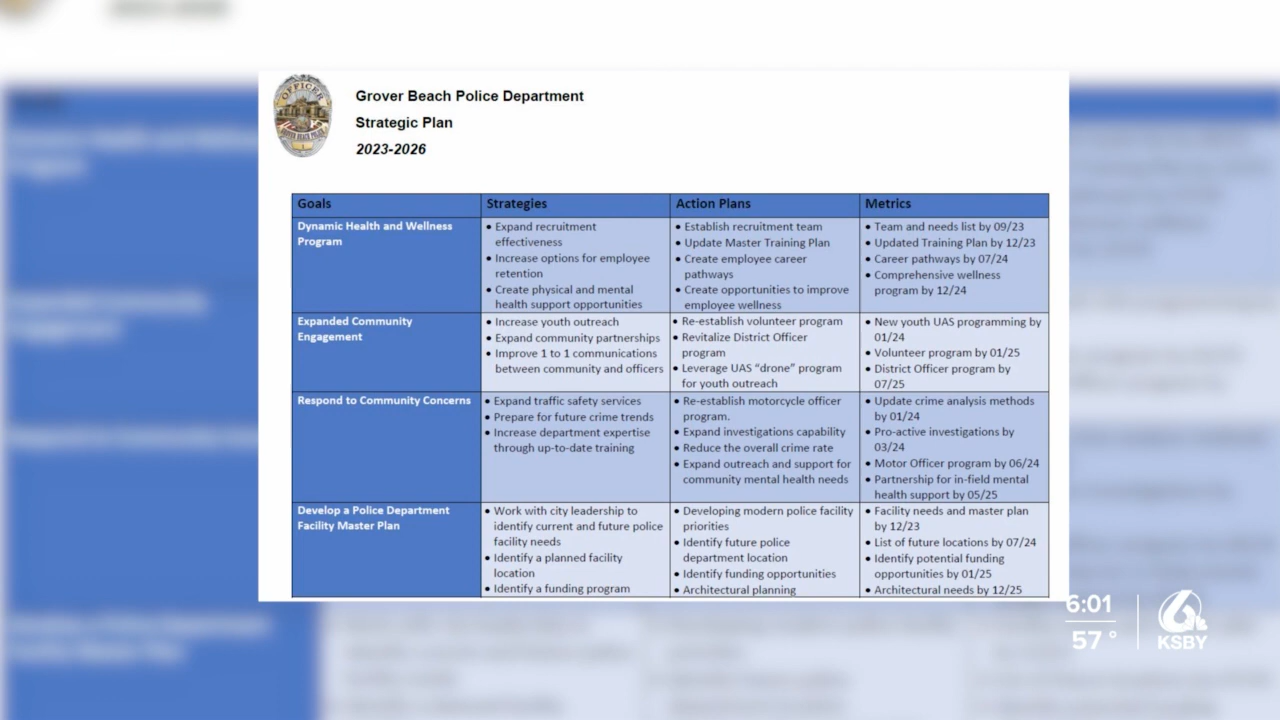 OFFICER
GROVER BEACH POLICE
Grover Beach Police Department
Strategic Plan
2023-2026
Goals
Strategies
Action Plans
Metrics
Dynamic Health and Wellness
Program
• Expand recruitment
effectiveness
• Increase options for employee
retention
• Create physical and mental
health support opportunities
• Establish recruitment team
• Update Master Training Plan
• Create employee career
pathways
• Create opportunities to improve
employee wellness
• Team and needs list by 09/23
• Updated Training Plan by 12/23
• Career pathways by 07/24
• Comprehensive wellness
program by 12/24
Expanded Community
Engagement
• Increase youth outreach
• Expand community partnerships
• Improve 1 to 1 communications
between community and officers
• Re-establish volunteer program
• Revitalize District Officer
program
• Leverage UAS “drone” program
for youth outreach
• New youth UAS programming by
01/24
• Volunteer program by 01/25
• District Officer program by
07/25
Respond to Community Concerns
• Expand traffic safety services
• Prepare for future crime trends
• Increase department expertise
through up-to-date training
• Re-establish motorcycle officer
program.
• Expand investigations capability
• Reduce the overall crime rate
• Expand outreach and support for
community mental health needs
• Update crime analysis methods
by 01/24
• Pro-active investigations by
03/24
• Motor Officer program by 06/24
• Partnership for in-field mental
health support by 05/25
Develop a Police Department
Facility Master Plan
• Work with city leadership to
identify current and future police
facility needs
• Identify a planned facility
location
• Identify a funding program
• Developing modern police facility
priorities
• Identify future police
department location
• Identify funding opportunities
• Architectural planning
• Facility needs and master plan
by 12/23
• List of future locations by 07/24
• Identify potential funding
opportunities by 01/25
• Architectural needs by 12/25
6:01
57°
6
KSBY